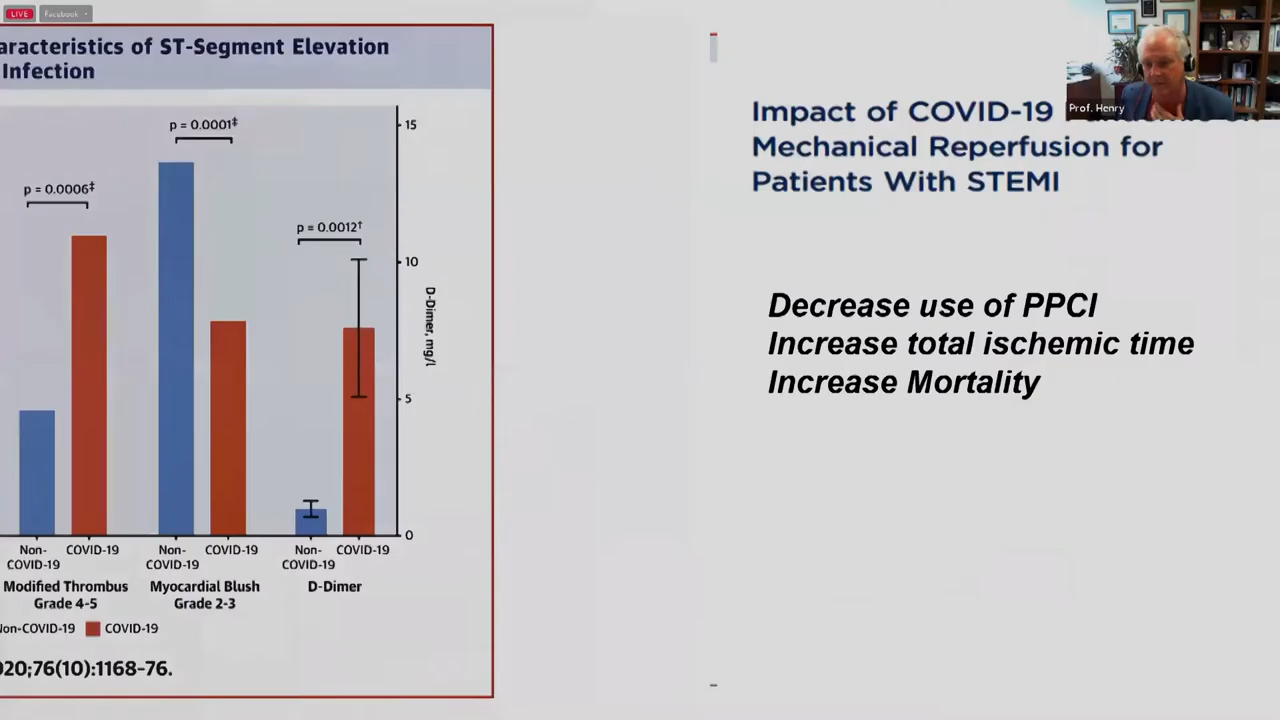 LIVE
Facebook
aracteristics of ST-Segment Elevation
Infection
p = 0.0006‡
p = 0.0001‡
p = 0.0012†
15
10
5
0
D-Dimer, mg/l
Non-
COVID-19
COVID-19
Non-
COVID-19
COVID-19
Non-
COVID-19
COVID-19
Modified Thrombus
Grade 4-5
Myocardial Blush
Grade 2-3
D-Dimer
Non-COVID-19
COVID-19
020;76(10):1168-76.
Prof. Henry
Impact of COVID-19
Mechanical Reperfusion for
Patients With STEMI
Decrease use of PPCI
Increase total ischemic time
Increase Mortality